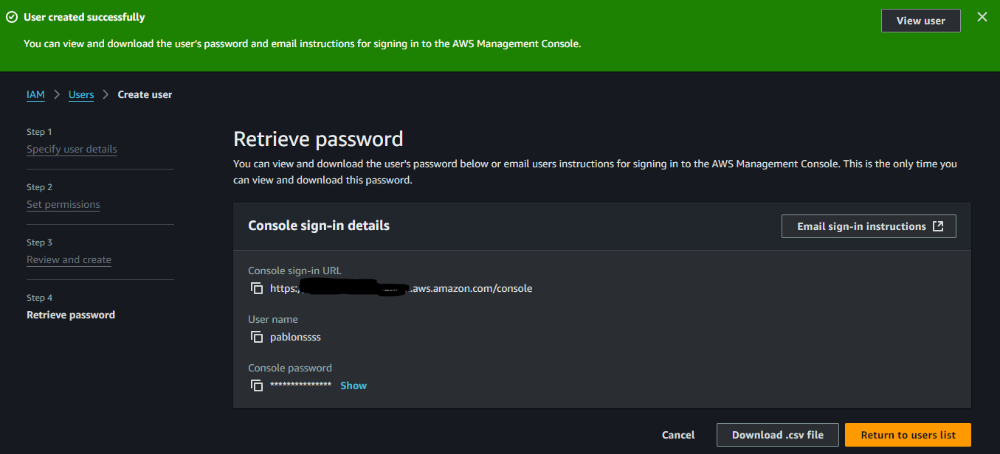 User created successfully
View user
You can view and download the user's password and email instructions for signing in to the AWS Management Console.
IAM > Users > Create user
Step 1
Specify user details
Step 2
Set permissions
Step 3
Review and create
Step 4
Retrieve password
Retrieve password
You can view and download the user's password below or email users instructions for signing in to the AWS Management Console. This is the only time you
can view and download this password.
Console sign-in details
Email sign-in instructions
Console sign-in URL
https:/ .aws.amazon.com/console
User name
pablonssss
Console password
*************** Show
Cancel
Download .csv file
Return to users list